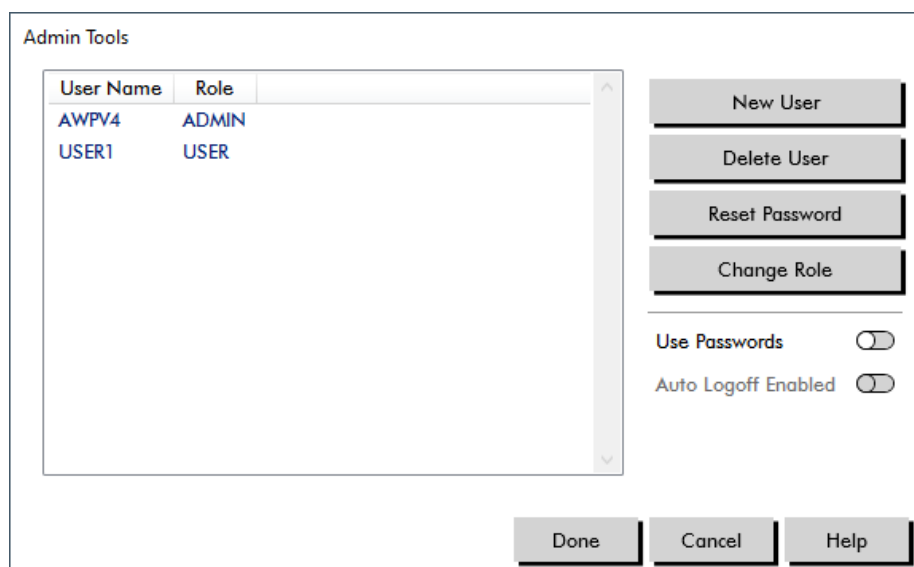 Admin Tools
User Name Role
AWPV4 ADMIN
USER1 USER
New User
Delete User
Reset Password
Change Role
Use Passwords
Auto Logoff Enabled
Done Cancel Help